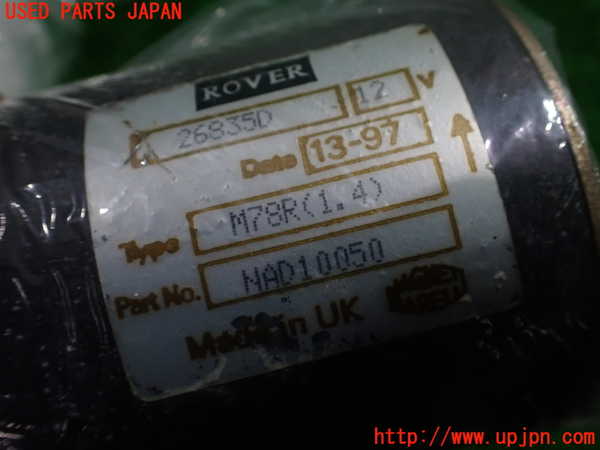 USED PARTS JAPAN
ROVER
26835D 12 V
Date 13-97
Type M78R(1.4)
Part No. NAD10050
Made in UK
http://www.upjpn.com